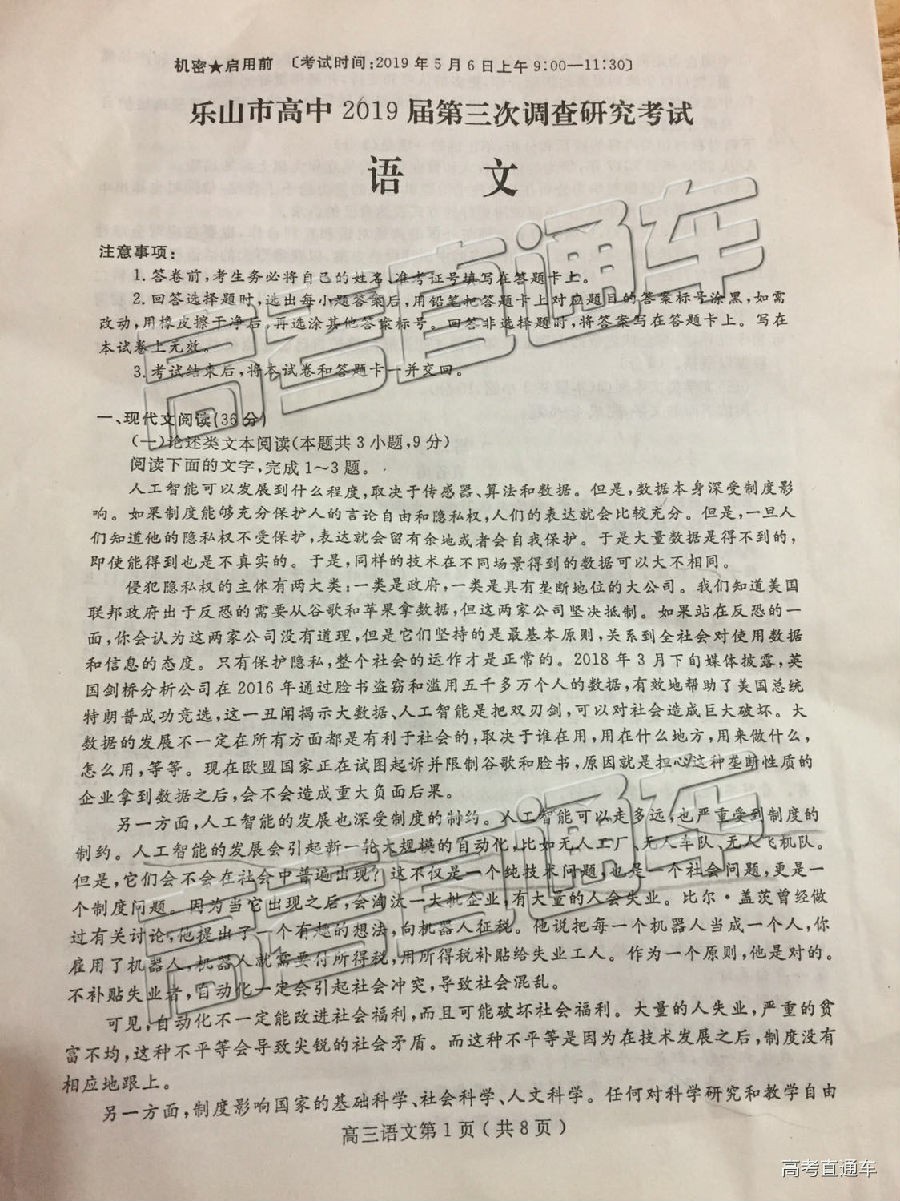 机密★启用前 〔考试时间:2019年5月6日上午9:00—11:30〕
乐山市高中2019届第三次调查研究考试
语 文
注意事项:
1.答卷前,考生务必将自己的姓名、准考证号填写在答题卡上。
2.回答选择题时,选出每小题答案后,用铅笔把答题卡上对应题目的答案标号涂黑,如需
改动,用橡皮擦干净后,再选涂其他答案标号。回答非选择题时,将答案写在答题卡上。写在
本试卷上无效。
3.考试结束后,将本试卷和答题卡一并交回。
一、现代文阅读(36分)
(一)论述类文本阅读(本题共3小题,9分)
阅读下面的文字,完成1~3题。
人工智能可以发展到什么程度,取决于传感器、算法和数据。但是,数据本身深受制度影
响。如果制度能够充分保护人的言论自由和隐私权,人们的表达就会比较充分。但是,一旦人
们知道他的隐私权不受保护,表达就会留有余地或者会自我保护。于是大量数据是得不到的,
即使能得到也是不真实的。于是,同样的技术在不同场景得到的数据可以大不相同。
侵犯隐私权的主体有两大类:一类是政府,一类是具有垄断地位的大公司。我们知道美国
联邦政府出于反恐的需要从谷歌和苹果拿数据,但这两家公司坚决抵制。如果站在反恐的一
面,你会认为这两家公司没有道理,但是它们坚持的是最基本原则,关系到全社会对使用数据
和信息的态度。只有保护隐私,整个社会的运作才是正常的。2018年3月下旬媒体披露,英
国剑桥分析公司在2016年通过脸书盗窃和滥用五千多万个人的数据,有效地帮助了美国总统
特朗普成功竞选,这一丑闻揭示大数据、人工智能是把双刃剑,可以对社会造成巨大破坏。大
数据的发展不一定在所有方面都是有利于社会的,取决于谁在用,用在什么地方,用来做什么,
怎么用,等等。现在欧盟国家正在试图起诉并限制谷歌和脸书,原因就是担心这种垄断性质的
企业拿到数据之后,会不会造成重大负面后果。
另一方面,人工智能的发展也深受制度的制约。人工智能可以走多远,也严重受到制度的
制约。人工智能的发展会引起新一轮大规模的自动化,比如无人工厂、无人车队、无人飞机队。
但是,它们会不会在社会中普遍出现?这不仅是一个纯技术问题,也是一个社会问题,更是一
个制度问题。因为当它出现之后,会淘汰一大批企业,有大量的人会失业。比尔·盖茨曾经做
过有关讨论,他提出了一个有趣的想法,向机器人征税。他说把每一个机器人当成一个人,你
雇用了机器人,机器人就需要付所得税,用所得税补贴给失业工人。作为一个原则,他是对的。
不补贴失业者,自动化一定会引起社会冲突,导致社会混乱。
可见,自动化不一定能改进社会福利,而且可能破坏社会福利。大量的人失业,严重的贫
富不均,这种不平等会导致尖锐的社会矛盾。而这种不平等是因为在技术发展之后,制度没有
相应地跟上。
另一方面,制度影响国家的基础科学、社会科学、人文科学。任何对科学研究和教学自由
高三语文第1页(共8页)
高考直通车
高考直通车
高考直通车